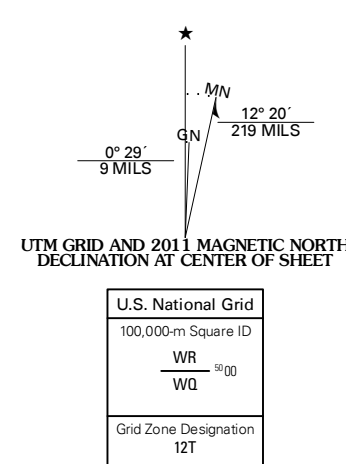 ★
MN
GN
12° 20´
219 MILS
0° 29´
9 MILS
UTM GRID AND 2011 MAGNETIC NORTH
DECLINATION AT CENTER OF SHEET
U.S. National Grid
100,000-m Square ID
WR
5000
WQ
Grid Zone Designation
12T